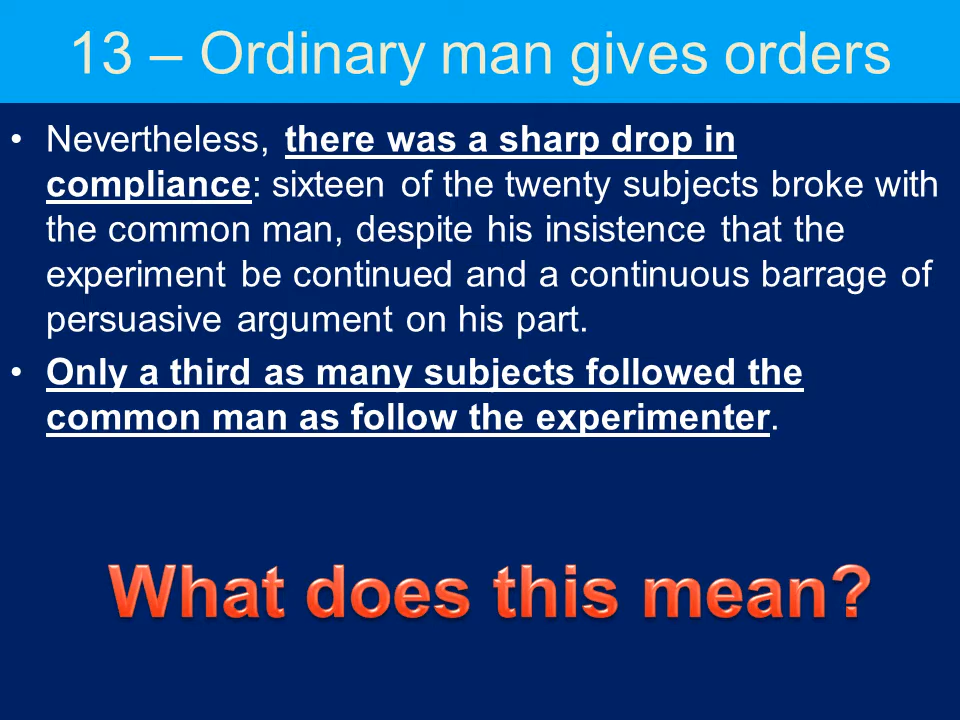 13 – Ordinary man gives orders
• Nevertheless, there was a sharp drop in
compliance: sixteen of the twenty subjects broke with
the common man, despite his insistence that the
experiment be continued and a continuous barrage of
persuasive argument on his part.
• Only a third as many subjects followed the
common man as follow the experimenter.
What does this mean?